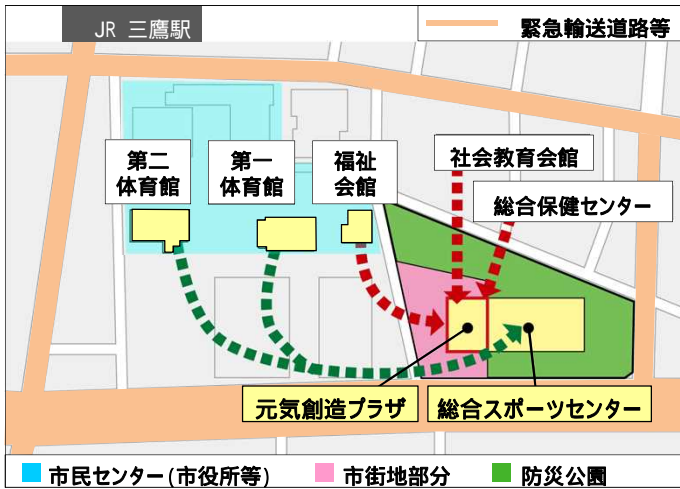 JR 三鷹駅
緊急輸送道路等
第二
体育館
第一
体育館
福祉
会館
社会教育会館
総合保健センター
元気創造プラザ
総合スポーツセンター
市民センター(市役所等)
市街地部分
防災公園